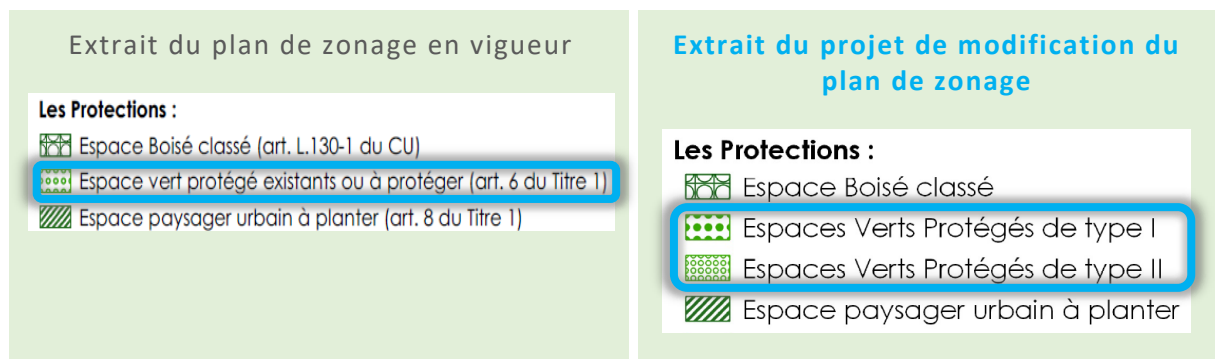 Extrait du plan de zonage en vigueur
Les Protections :
Espace Boisé classé (art. L.130-1 du CU)
Espace vert protégé existants ou à protéger (art. 6 du Titre 1)
Espace paysager urbain à planter (art. 8 du Titre 1)
Extrait du projet de modification du
plan de zonage
Les Protections :
Espace Boisé classé
Espaces Verts Protégés de type I
Espaces Verts Protégés de type II
Espace paysager urbain à planter